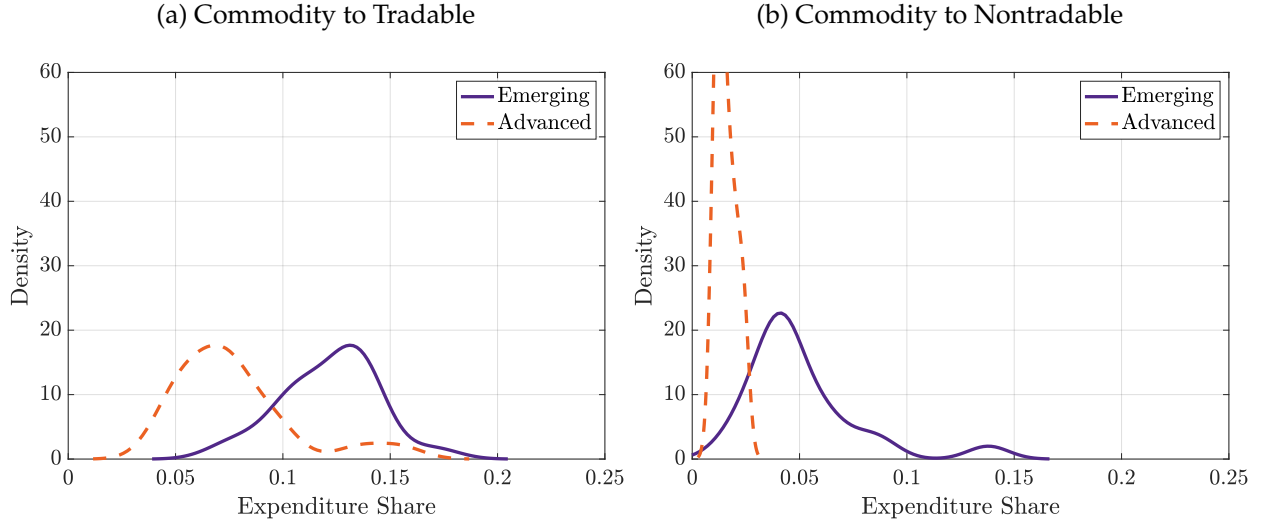 (a) Commodity to Tradable
60
50
40
30
20
10
0
Density
0 0.05 0.1 0.15 0.2 0.25
Expenditure Share
Emerging
Advanced
(b) Commodity to Nontradable
60
50
40
30
20
10
0
Density
0 0.05 0.1 0.15 0.2 0.25
Expenditure Share
Emerging
Advanced